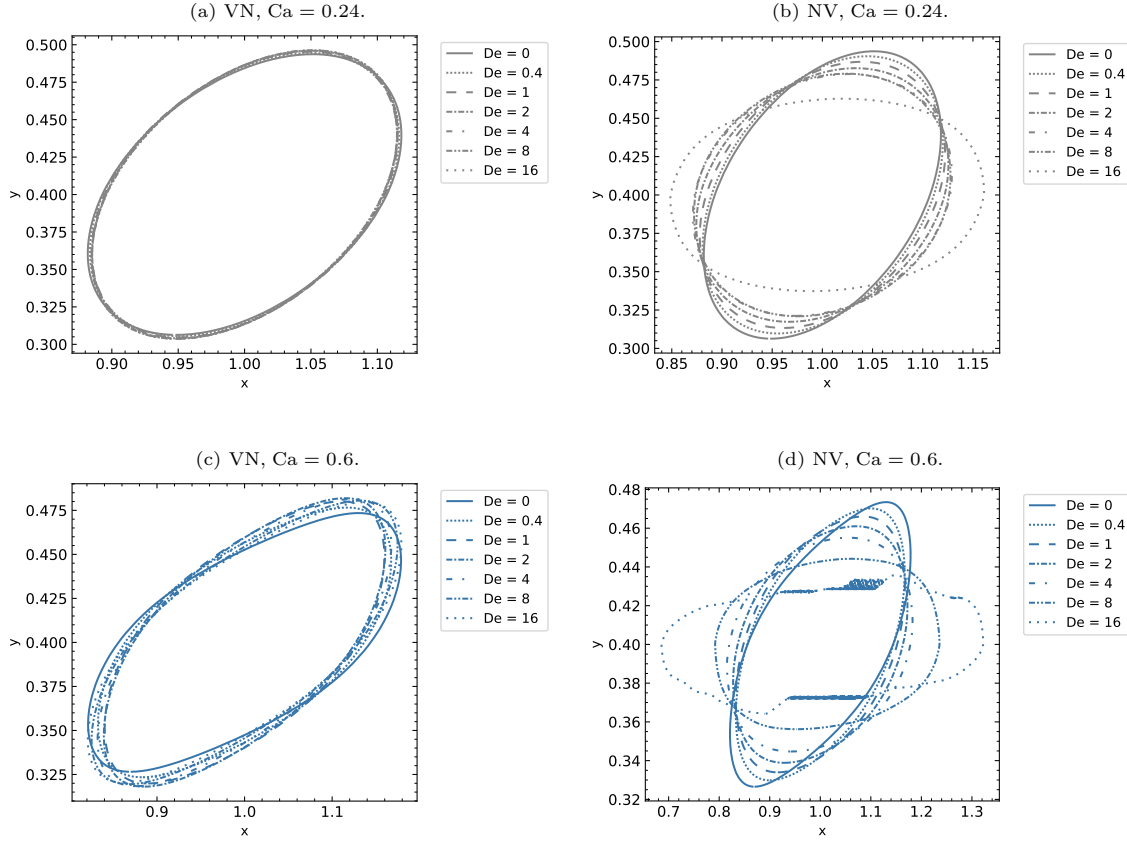 (a) VN, Ca = 0.24.
0.500
0.475
0.450
0.425
0.400
0.375
0.350
0.325
0.300
y
0.90
0.95
1.00
1.05
1.10
x
De = 0
De = 0.4
De = 1
De = 2
De = 4
De = 8
De = 16
(b) NV, Ca = 0.24.
0.500
0.475
0.450
0.425
0.400
0.375
0.350
0.325
0.300
y
0.85
0.90
0.95
1.00
1.05
1.10
1.15
x
De = 0
De = 0.4
De = 1
De = 2
De = 4
De = 8
De = 16
(c) VN, Ca = 0.6.
0.475
0.450
0.425
0.400
0.375
0.350
0.325
y
0.9
1.0
1.1
x
De = 0
De = 0.4
De = 1
De = 2
De = 4
De = 8
De = 16
(d) NV, Ca = 0.6.
0.48
0.46
0.44
0.42
0.40
0.38
0.36
0.34
0.32
y
0.7
0.8
0.9
1.0
1.1
1.2
1.3
x
De = 0
De = 0.4
De = 1
De = 2
De = 4
De = 8
De = 16